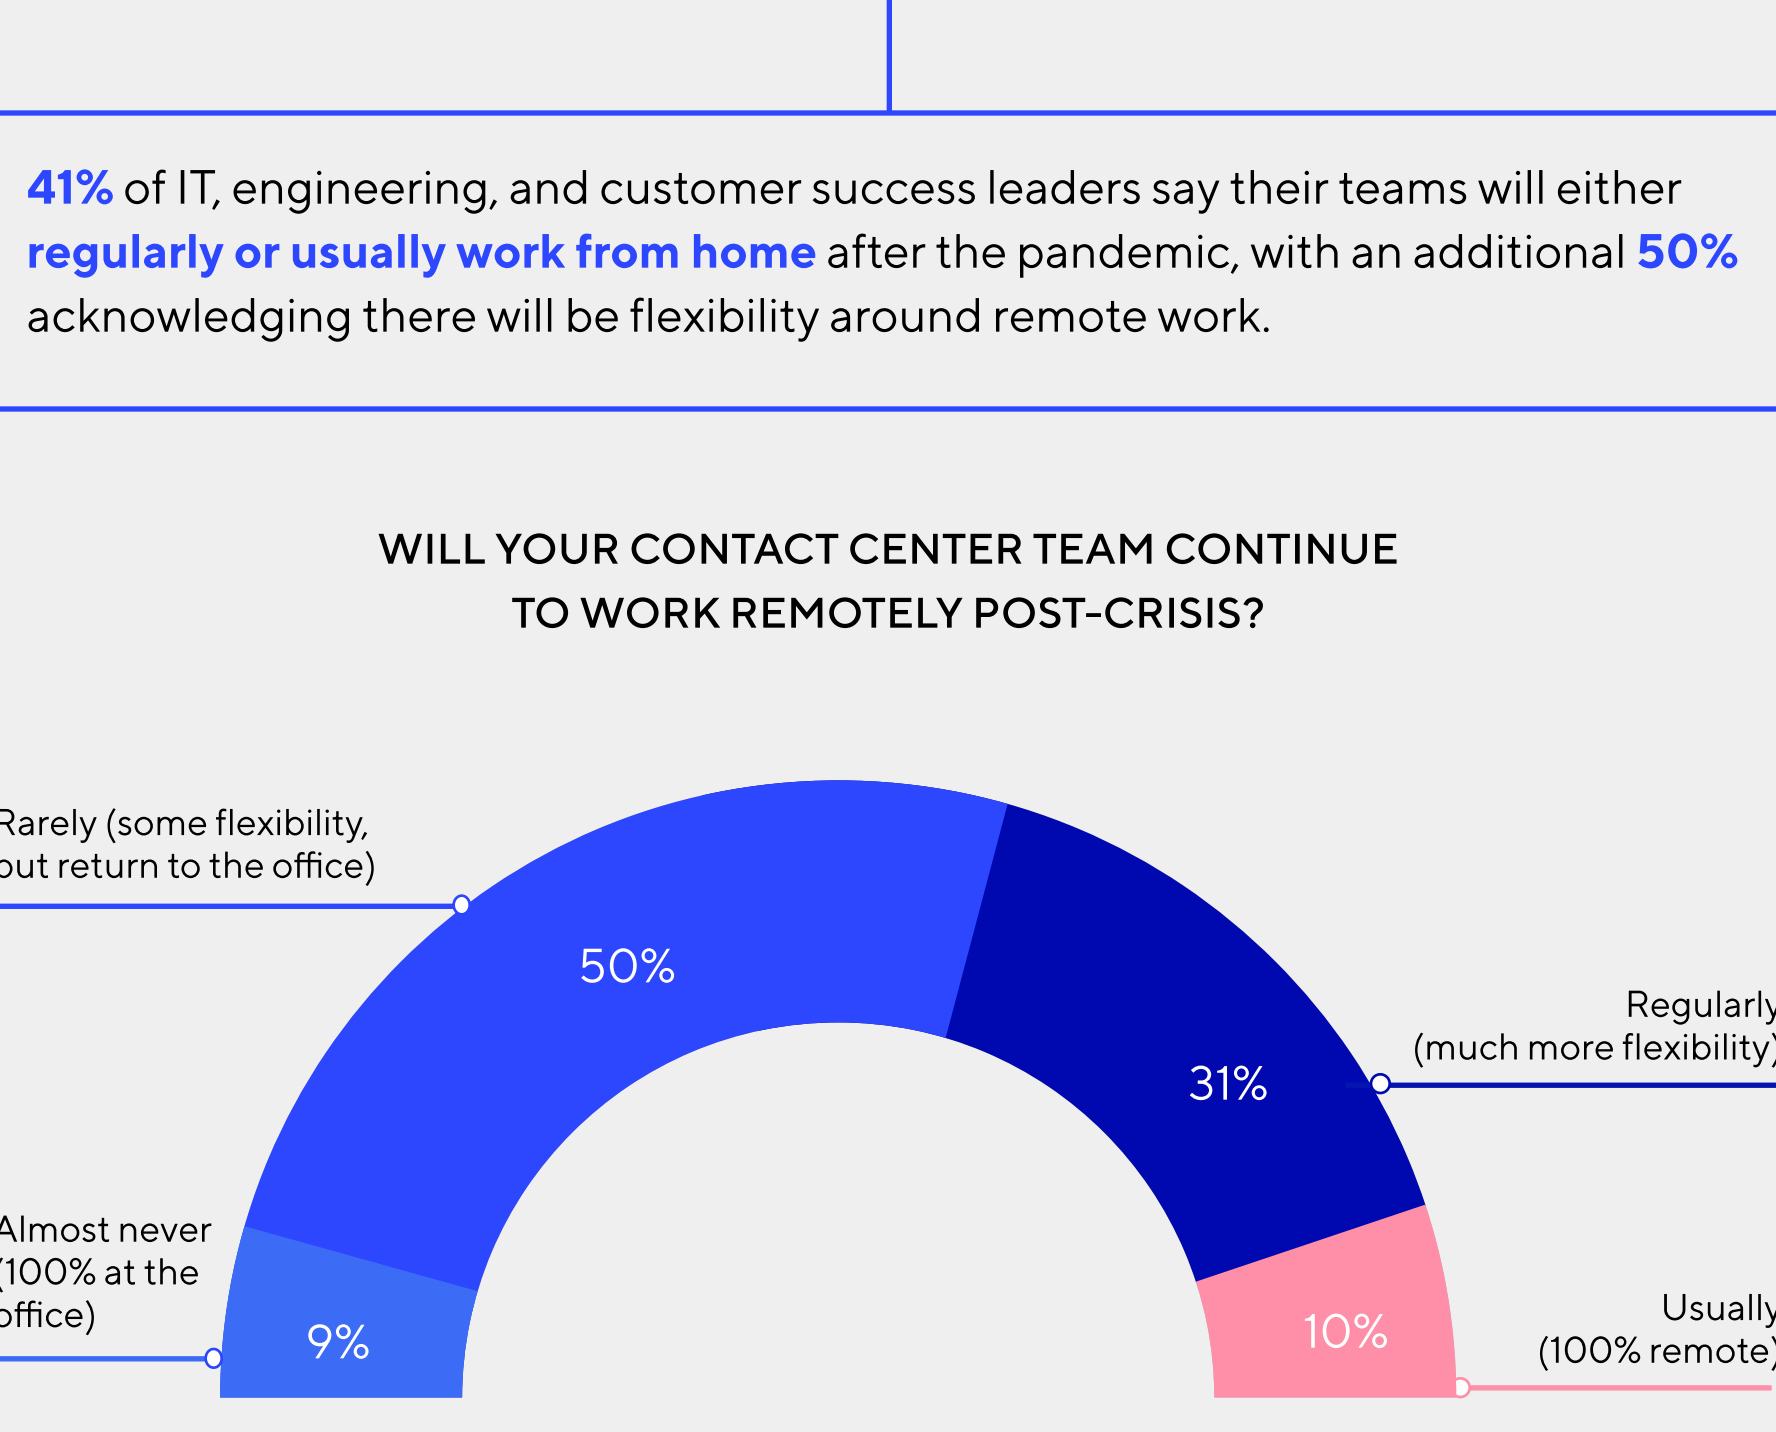 41% of IT, engineering, and customer success leaders say their teams will either
regularly or usually work from home after the pandemic, with an additional 50%
acknowledging there will be flexibility around remote work.
WILL YOUR CONTACT CENTER TEAM CONTINUE
TO WORK REMOTELY POST-CRISIS?
Rarely (some flexibility,
but return to the office)
50%
Regularly
(much more flexibility)
31%
Almost never
(100% at the
office)
9%
Usually
(100% remote)
10%